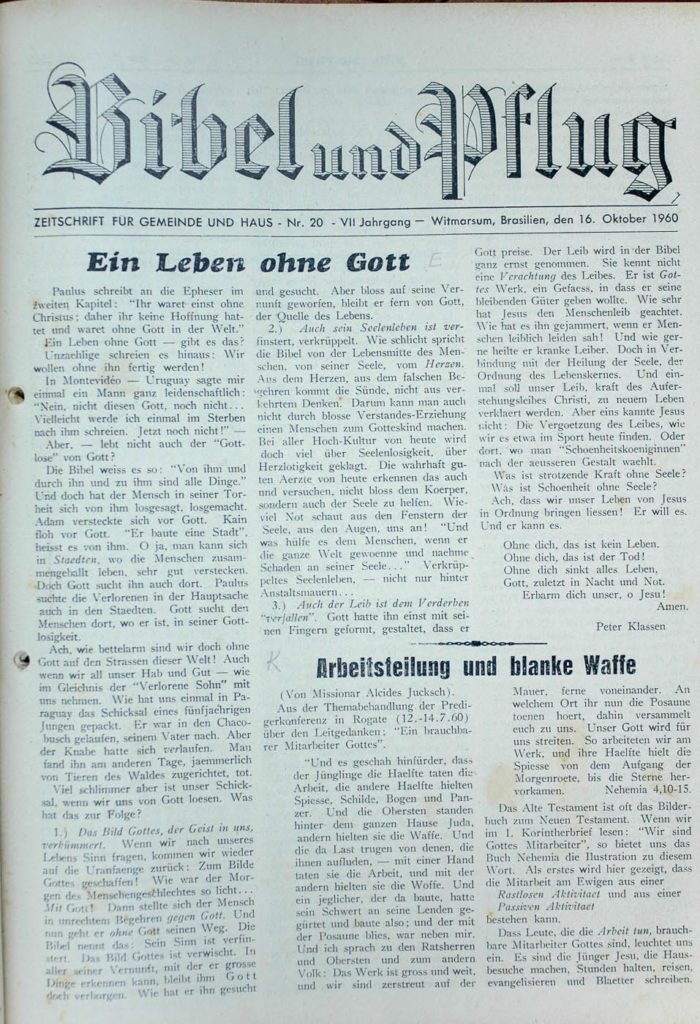 Bibel und Pflug
ZEITSCHRIFT FÜR GEMEINDE UND HAUS - Nr. 20 - VII Jahrgang — Witmarsum, Brasilien, den 16. Oktober 1960
Ein Leben ohne Gott E
Paulus schreibt an die Epheser im
zweiten Kapitel: “Ihr waret einst ohne
Christus; daher ihr keine Hoffnung hat-
tet und waret ohne Gott in der Welt.”
Ein Leben ohne Gott — gibt es das?
Unzaehlige schreien es hinaus: Wir
wollen ohne ihn fertig werden!
In Montevidéo — Uruguay sagte mir
einmal ein Mann ganz leidenschaftlich:
“Nein, nicht diesen Gott, noch nicht...
Vielleicht werde ich einmal im Sterben
nach ihm schreien. Jetzt noch nicht!” —
Aber, — lebt nicht auch der “Gott-
lose” von Gott?
Die Bibel weiss es so: “Von ihm und
durch ihn und zu ihm sind alle Dinge.”
Und doch hat der Mensch in seiner Tor-
heit sich von ihm losgesagt, losgemacht.
Adam versteckte sich vor Gott. Kain
floh vor Gott. “Er baute eine Stadt”,
heisst es von ihm. O ja, man kann sich
in Staedten, wo die Menschen zusam-
mengeballt leben, sehr gut verstecken.
Doch Gott sucht ihn auch dort. Paulus
suchte die Verlorenen in der Hauptsache
auch in den Staedten. Gott sucht den
Menschen dort, wo er ist, in seiner Gott-
losigkeit.
Ach, wie bettelarm sind wir doch ohne
Gott auf den Strassen dieser Welt! Auch
wenn wir all unser Hab und Gut — wie
im Gleichnis der “Verlorene Sohn” mit
uns nehmen. Wie hat uns einmal in Pa-
raguay das Schicksal eines fünfjaehrigen
Jungen gepackt. Er war in den Chaco-
busch gelaufen, seinem Vater nach. Aber
der Knabe hatte sich verlaufen. Man
fand ihn am anderen Tage, jaemmerlich
von Tieren des Waldes zugerichtet, tot.
Viel schlimmer aber ist unser Schick-
sal, wenn wir uns von Gott loesen. Was
hat das zur Folge?
1.) Das Bild Gottes, der Geist in uns,
verkümmert. Wenn wir nach unseres
Lebens Sinn fragen, kommen wir wieder
auf die Uranfaenge zurück: Zum Bilde
Gottes geschaffen! Wie war der Mor-
gen des Menschengeschlechtes so licht...
Mit Gott! Dann stellte sich der Mensch
in unrechtem Begehren gegen Gott. Und
nun geht er ohne Gott seinen Weg. Die
Bibel nennt das: Sein Sinn ist verfin-
stert. Das Bild Gottes ist verwischt. In
aller seiner Vernunft, mit der er grosse
Dinge erkennen kann, bleibt ihm Gott
doch verborgen. Wie hat er ihn gesucht
und gesucht. Aber bloss auf seine Ver-
nunft geworfen, bleibt er fern von Gott,
der Quelle des Lebens.
2.) Auch sein Seelenleben ist ver-
finstert, verkrüppelt. Wie schlicht spricht
die Bibel von der Lebensmitte des Men-
schen, von seiner Seele, vom Herzen.
Aus dem Herzen, aus dem falschen Be-
gehren kommt die Sünde, nicht aus ver-
kehrtem Denken. Darum kann man auch
nicht durch blosse Verstandes-Erziehung
einen Menschen zum Gotteskind machen.
Bei aller Hoch-Kultur von heute wird
doch viel über Seelenlosigkeit, über
Herzlotigkeit geklagt. Die wahrhaft gu-
ten Aerzte von heute erkennen das auch
und versuchen, nicht bloss dem Koerper,
sondern auch der Seele zu helfen. Wie-
viel Not schaut aus den Fenstern der
Seele, aus den Augen, uns an! “Und
was hülfe es dem Menschen, wenn er
die ganze Welt gewoenne und naehme
Schaden an seiner Seele...” Verkrüp-
peltes Seelenleben, — nicht nur hinter
Anstaltsmauern...
3.) Auch der Leib ist dem Verderben
“verfallen”. Gott hatte ihn einst mit sei-
nen Fingern geformt, gestaltet, dass er
Gott preise. Der Leib wird in der Bibel
ganz ernst genommen. Sie kennt nicht
eine Verachtung des Leibes. Er ist Got-
tes Werk, ein Gefaess, in dass er seine
bleibenden Güter geben wollte. Wie sehr
hat Jesus den Menschenleib geachtet.
Wie hat es ihn gejammert, wenn er Men-
schen leiblich leiden sah! Und wie ger-
ne heilte er kranke Leiber. Doch in Ver-
bindung mit der Heilung der Seele, der
Ordnung des Lebenskernes. Und ein-
mal soll unser Leib, kraft des Aufer-
stehungsleibes Christi, zu neuem Leben
verklaert werden. Aber eins kannte Jesus
nicht: Die Vergoetzung des Leibes, wie
wir es etwa im Sport heute finden. Oder
dort, wo man “Schoenheitskoeniginnen”
nach der aeusseren Gestalt waehlt.
Was ist strotzende Kraft ohne Seele?
Was ist Schoenheit ohne Seele?
Ach, dass wir unser Leben von Jesus
in Ordnung bringen liessen! Er will es.
Und er kann es.
Ohne dich, das ist kein Leben.
Ohne dich, das ist der Tod!
Ohne dich sinkt alles Leben,
Gott, zuletzt in Nacht und Not.
Erbarm dich unser, o Jesu!
Amen.
Peter Klassen
K Arbeitsteilung und blanke Waffe
(Von Missionar Alcides Jucksch).
Aus der Themabehandlung der Predi-
gerkonferenz in Rogate (12.-14.7.60)
über den Leitgedanken: “Ein brauchba-
rer Mitarbeiter Gottes”.
“Und es geschah hinfürder, dass
der Jünglinge die Haelfte taten die
Arbeit, die andere Haelfte hielten
Spiesse, Schilde, Bogen und Pan-
zer. Und die Obersten standen
hinter dem ganzen Hause Juda,
andern hielten sie die Waffe. Und
die da Last trugen von denen, die
ihnen aufluden, — mit einer Hand
taten sie die Arbeit, und mit der
andern hielten sie die Woffe. Und
ein jeglicher, der da baute, hatte
sein Schwert an seine Lenden ge-
gürtet und baute also; und der mit
der Posaune blies, war neben mir.
Und ich sprach zu den Ratsherren
und Obersten und zum andern
Volk: Das Werk ist gross und weit,
und wir sind zerstreut auf der
Mauer, ferne voneinander. An
welchem Ort ihr nun die Posaune
toenen hoert, dahin versammelt
euch zu uns. Unser Gott wird für
uns streiten. So arbeiteten wir am
Werk, und ihre Haelfte hielt die
Spiesse von dem Aufgang der
Morgenroete, bis die Sterne her-
vorkamen. Nehemia 4,10-15.
Das Alte Testament ist oft das Bilder-
buch zum Neuen Testament. Wenn wir
im 1. Korintherbrief lesen: “Wir sind
Gottes Mitarbeiter”, so bietet uns das
Buch Nehemia die Ilustration zu diesem
Wort. Als erstes wird hier gezeigt, dass
die Mitarbeit am Ewigen aus einer
Rastlosen Aktivitaet und aus einer
Passiven Aktivitaet
bestehen kann.
Dass Leute, die die Arbeit tun, brauch-
bare Mitarbeiter Gottes sind, leuchtet uns
ein. Es sind die Jünger Jesu, die Haus-
besuche machen, Stunden halten, reisen,
evangelisieren und Blaetter schreiben.